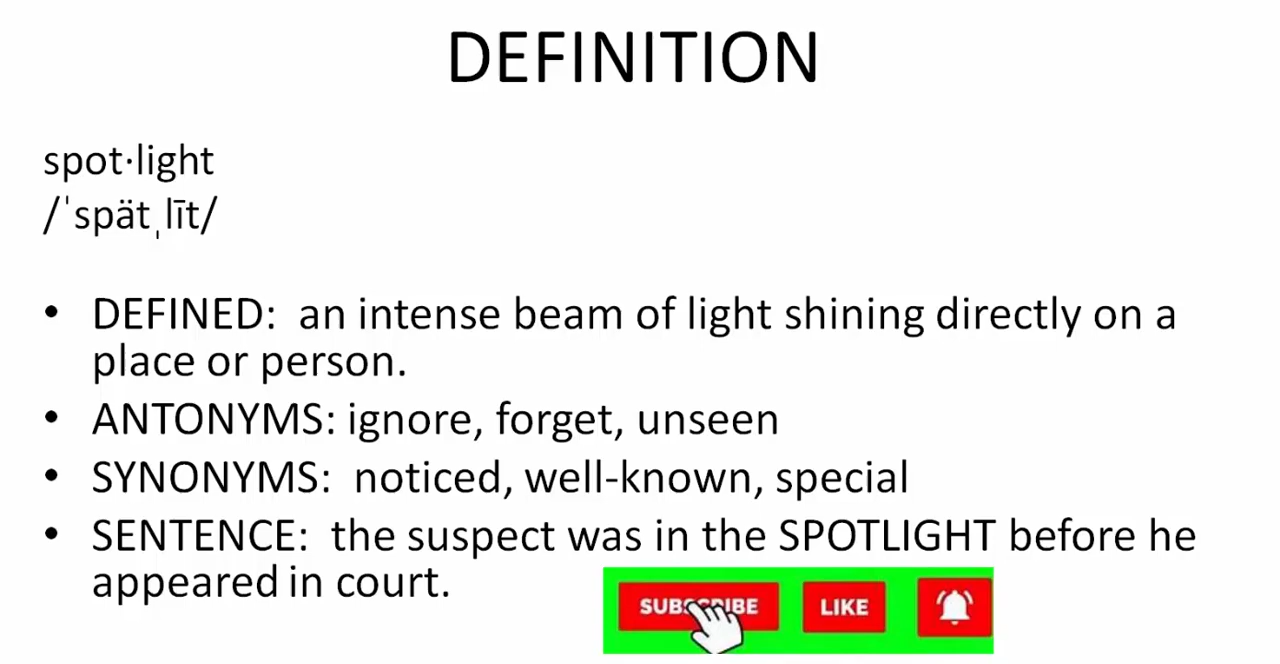 DEFINITION
spot·light
/ˈspätˌlīt/
• DEFINED:  an intense beam of light shining directly on a
place or person.
• ANTONYMS: ignore, forget, unseen
• SYNONYMS:  noticed, well-known, special
• SENTENCE:  the suspect was in the SPOTLIGHT before he
appeared in court.
SUBSCRIBE LIKE